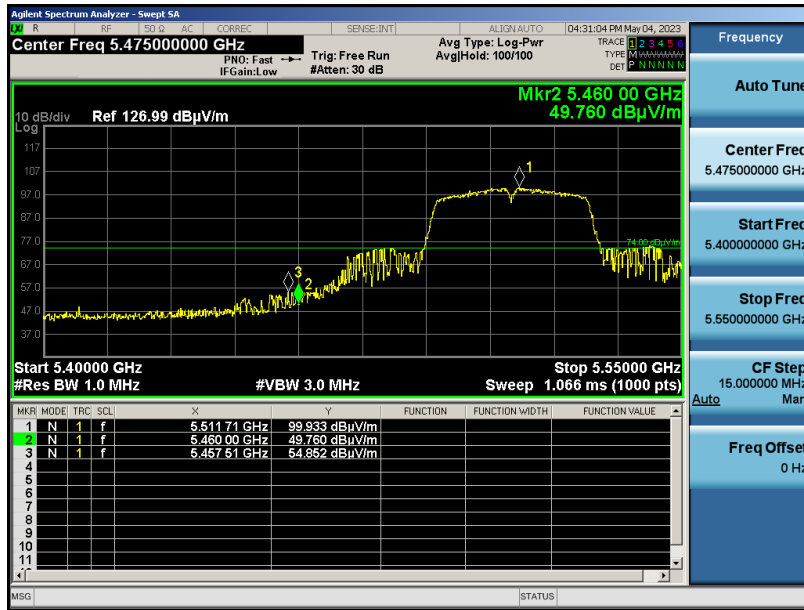 Agilent Spectrum Analyzer - Swept SA
LXI R RF 50 Ω AC CORREC SENSE:INT ALIGN AUTO 04:31:04 PM May 04, 2023
Center Freq 5.475000000 GHz
PNO: Fast
IFGain:Low
Trig: Free Run
#Atten: 30 dB
Avg Type: Log-Pwr
Avg|Hold: 100/100
TRACE 1 2 3 4 5 6
TYPE M W W W W W
DET P N N N N N
Mkr2 5.460 00 GHz
49.760 dBµV/m
10 dB/div Ref 126.99 dBµV/m
Log
117
107
97.0
87.0
77.0
67.0
57.0
47.0
37.0
1
74.00 dBµV/m
3
2
Start 5.40000 GHz Stop 5.55000 GHz
#Res BW 1.0 MHz #VBW 3.0 MHz Sweep 1.066 ms (1000 pts)
MKR MODE TRC SCL X Y FUNCTION FUNCTION WIDTH FUNCTION VALUE
1 N 1 f 5.511 71 GHz 99.933 dBµV/m
2 N 1 f 5.460 00 GHz 49.760 dBµV/m
3 N 1 f 5.457 51 GHz 54.852 dBµV/m
4
5
6
7
8
9
10
11
MSG STATUS
Frequency
Auto Tune
Center Freq
5.475000000 GHz
Start Freq
5.400000000 GHz
Stop Freq
5.550000000 GHz
CF Step
15.000000 MHz
Auto Man
Freq Offset
0 Hz